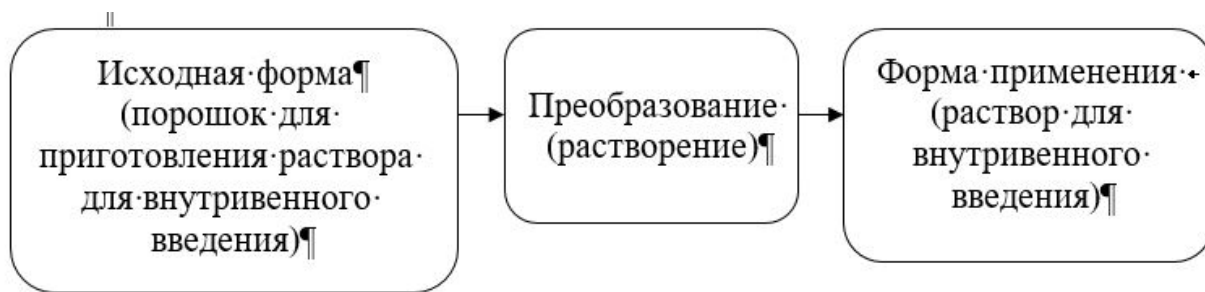 Исходная·форма¶
(порошок·для·
приготовления·раствора·
для·внутривенного·
введения)¶
Преобразование·
(растворение)¶
Форма·применения·↵
(раствор·для·
внутривенного·
введения)¶